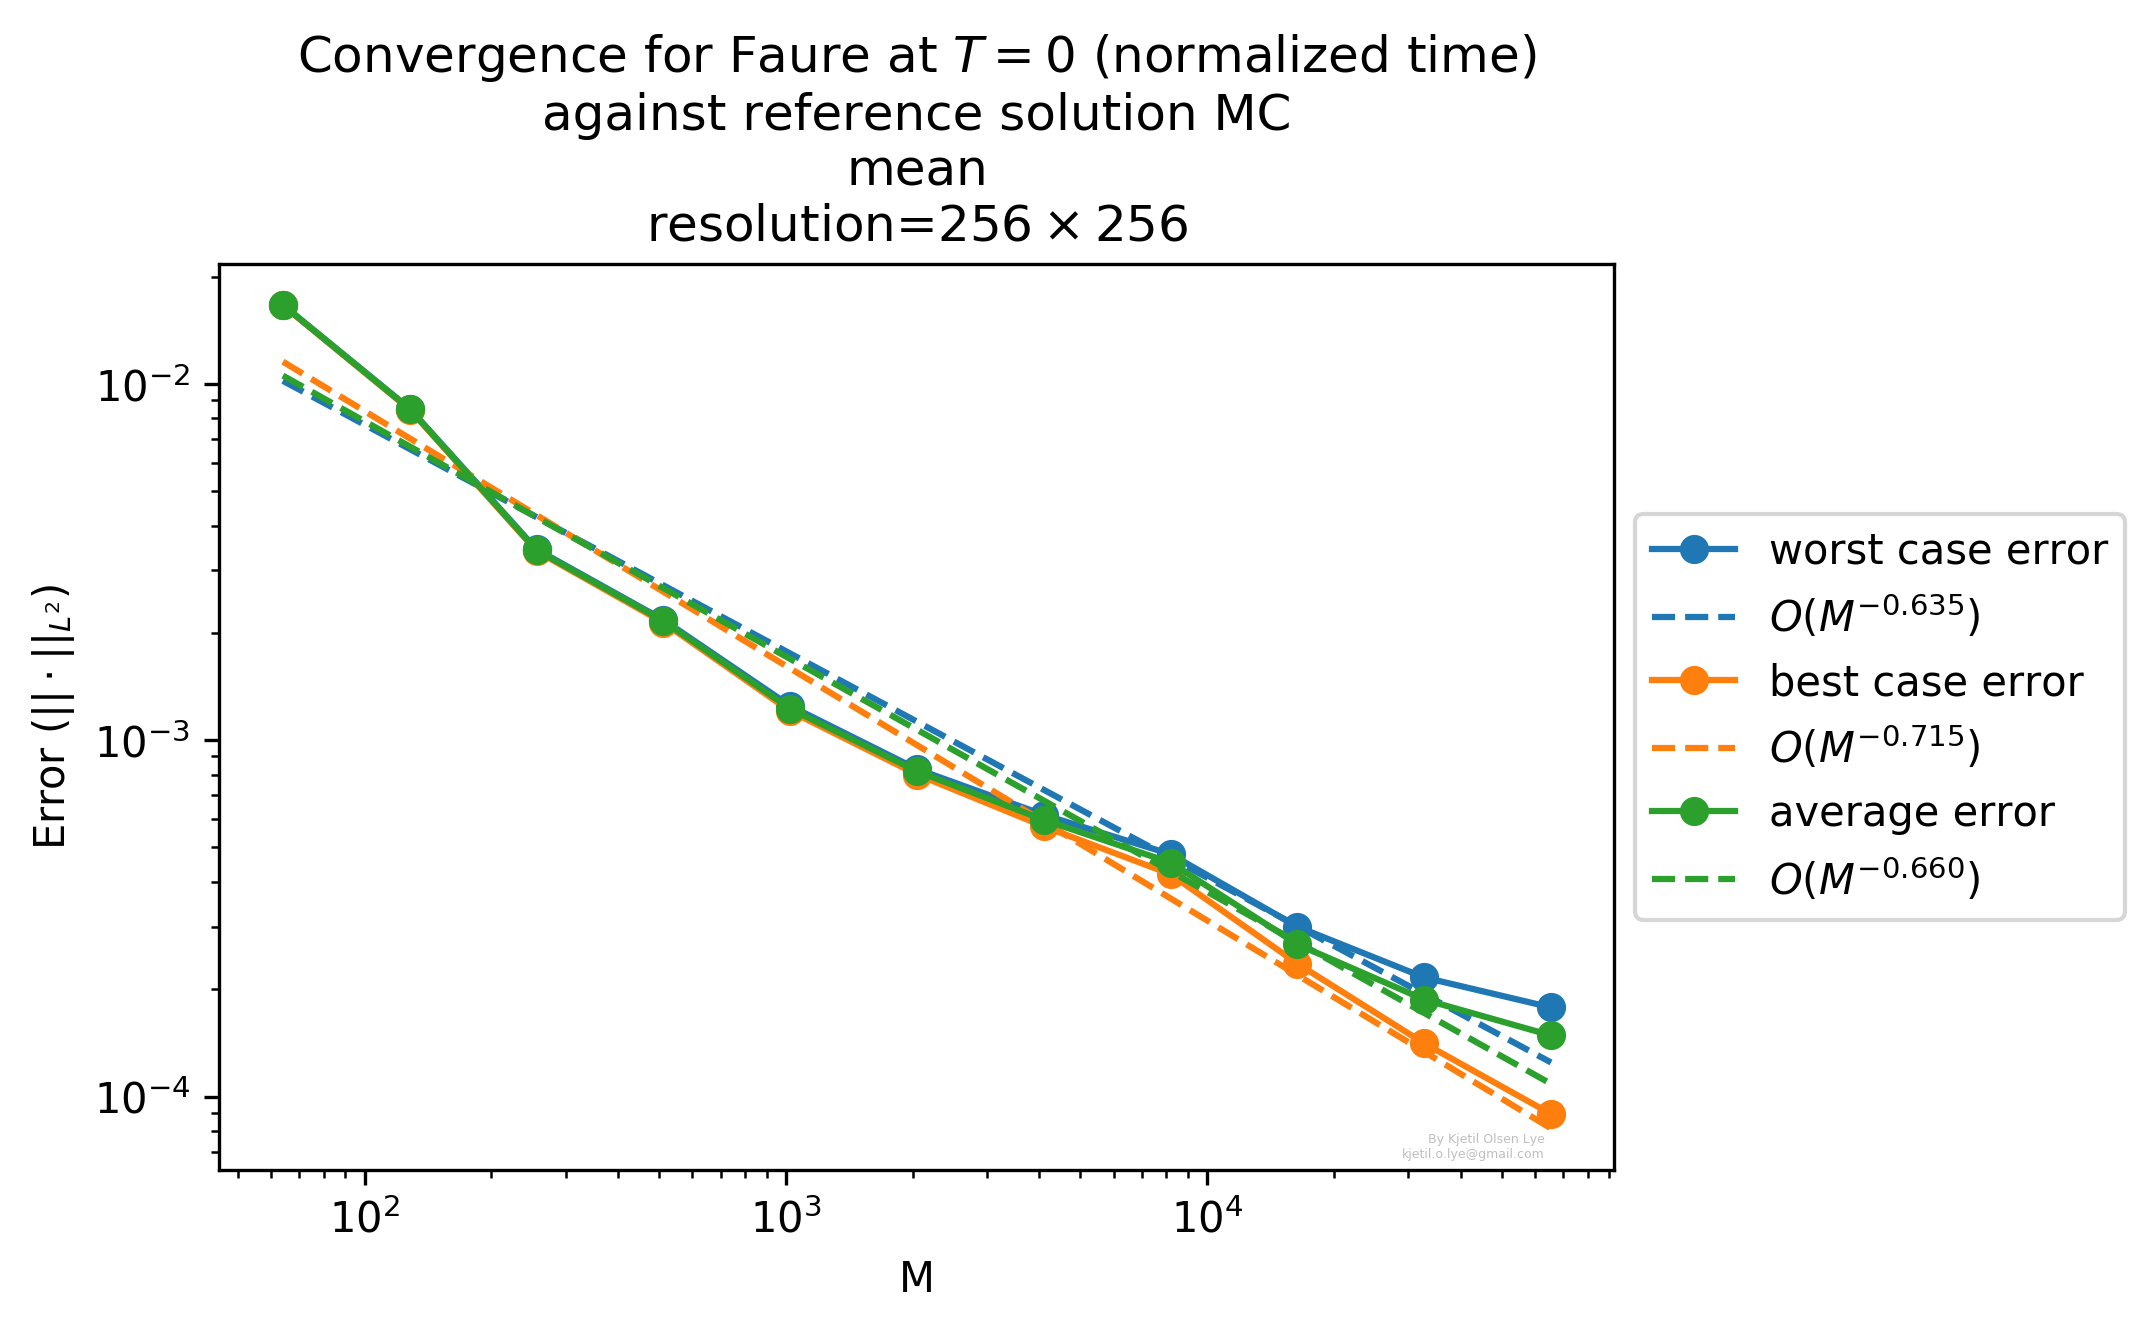 Convergence for Faure at T = 0 (normalized time)
against reference solution MC
mean
resolution=256 × 256
Error (|| · ||_{L^2})
10^{-2}
10^{-3}
10^{-4}
10^2
10^3
10^4
M
worst case error
O(M^{-0.635})
best case error
O(M^{-0.715})
average error
O(M^{-0.660})
By Kjetil Olsen Lye
kjetil.o.lye@gmail.com